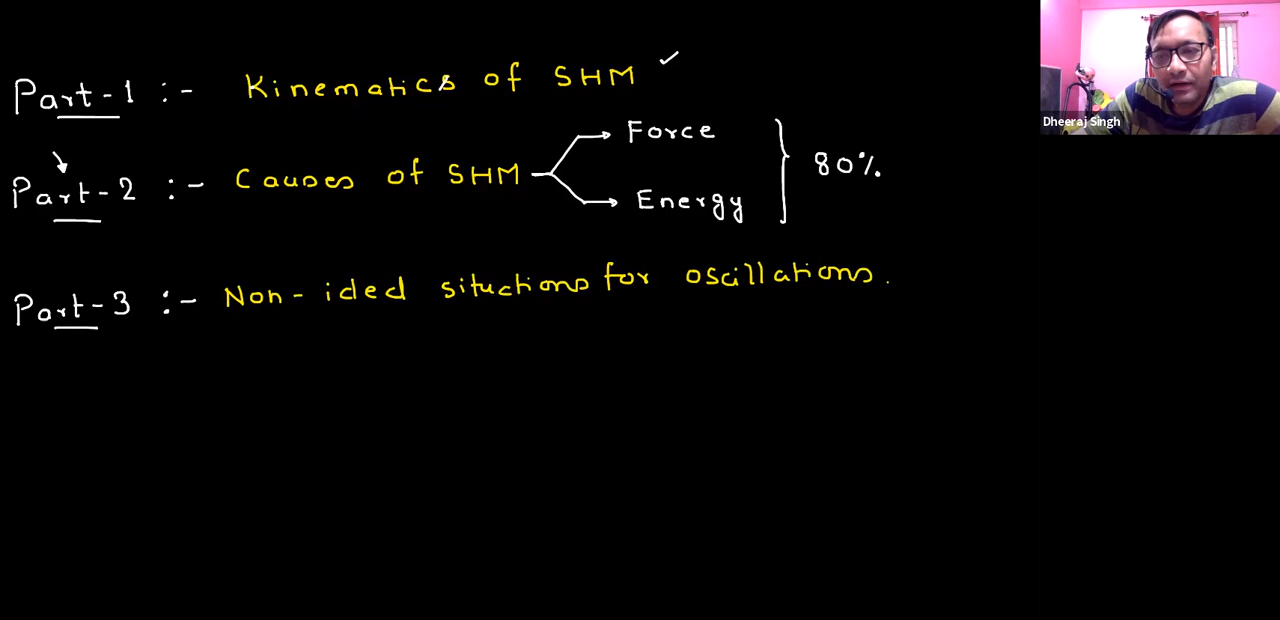 Part-1 :- Kinematics of SHM ✓
Part-2 :- Causes of SHM → Force
→ Energy } 80%
Part-3 :- Non-ideal situations for oscillations.
Dheeraj Singh